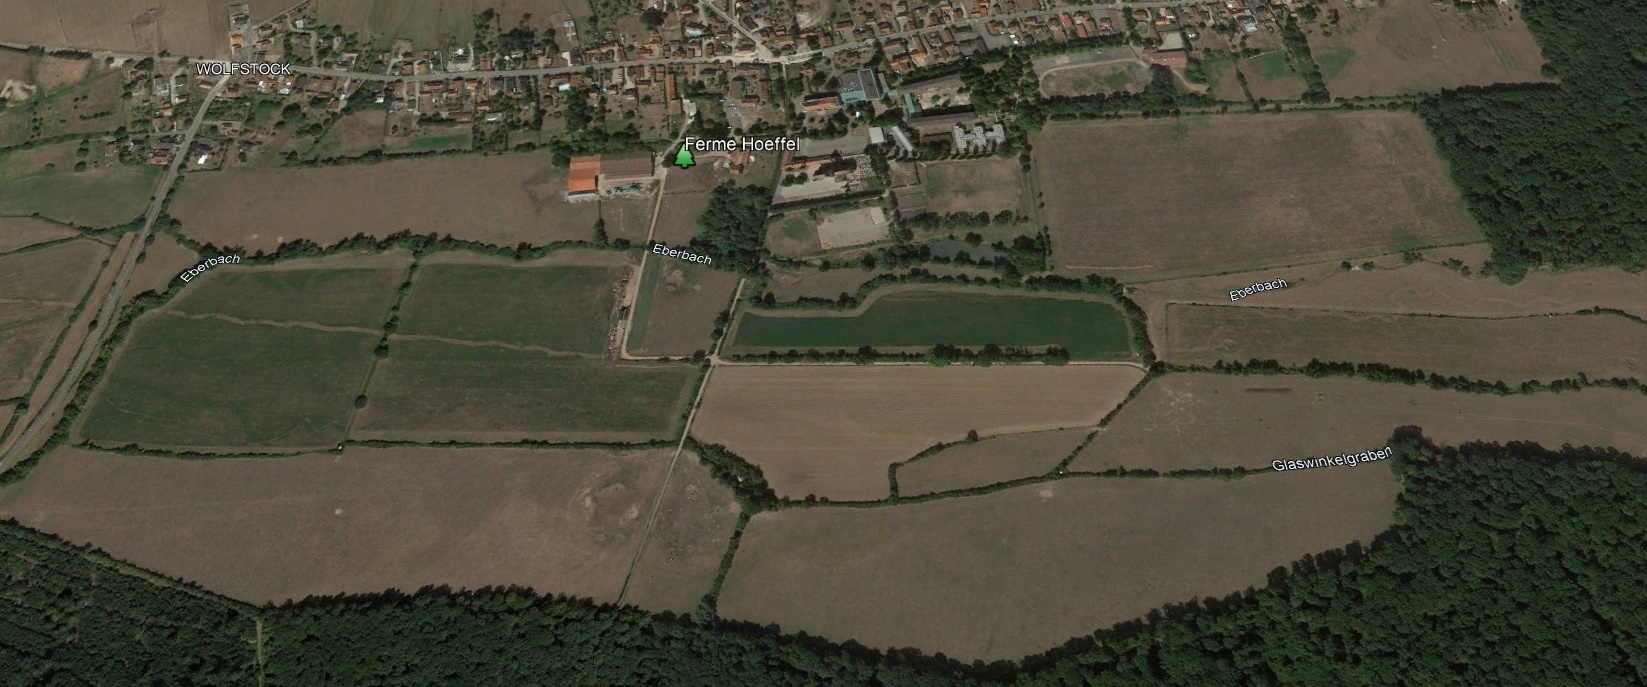 WOLFSTOCK
Ferme Hoeffel
Eberbach
Eberbach
Eberbach
Glaswinkelgraben